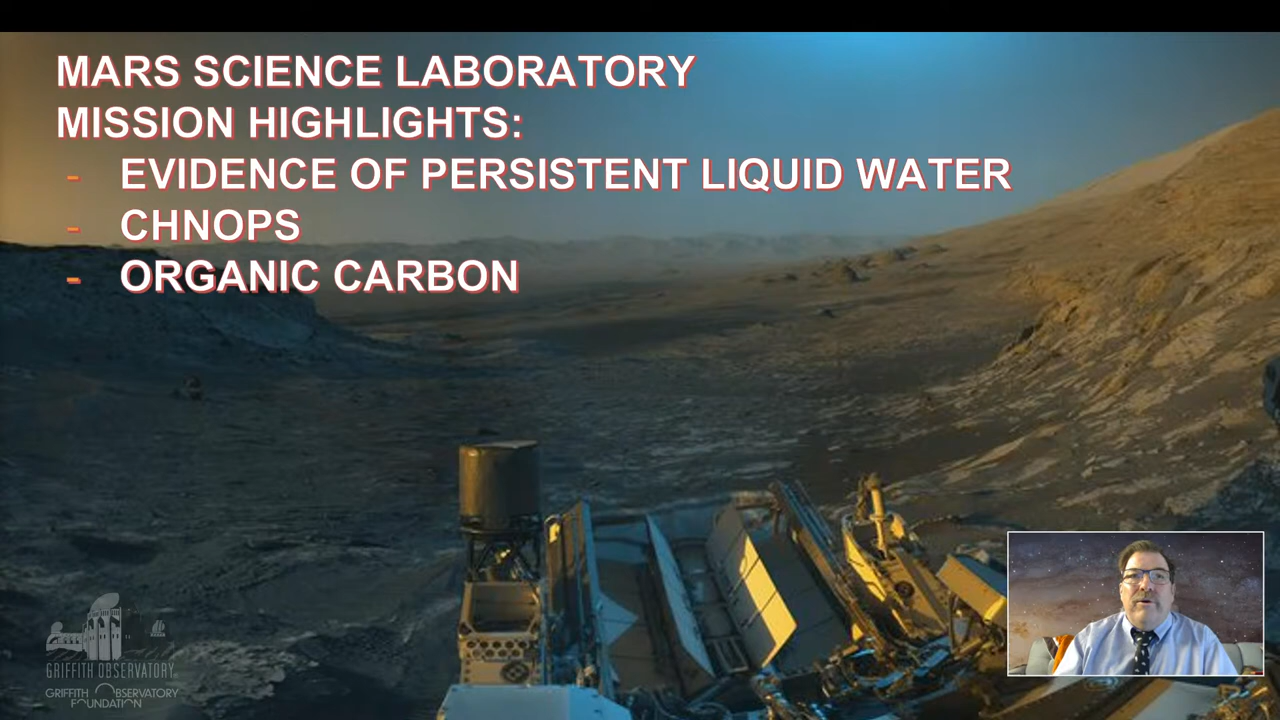 MARS SCIENCE LABORATORY
MISSION HIGHLIGHTS:
- EVIDENCE OF PERSISTENT LIQUID WATER
- CHNOPS
- ORGANIC CARBON
GRIFFITH OBSERVATORY
GRIFFITH OBSERVATORY
FOUNDATION